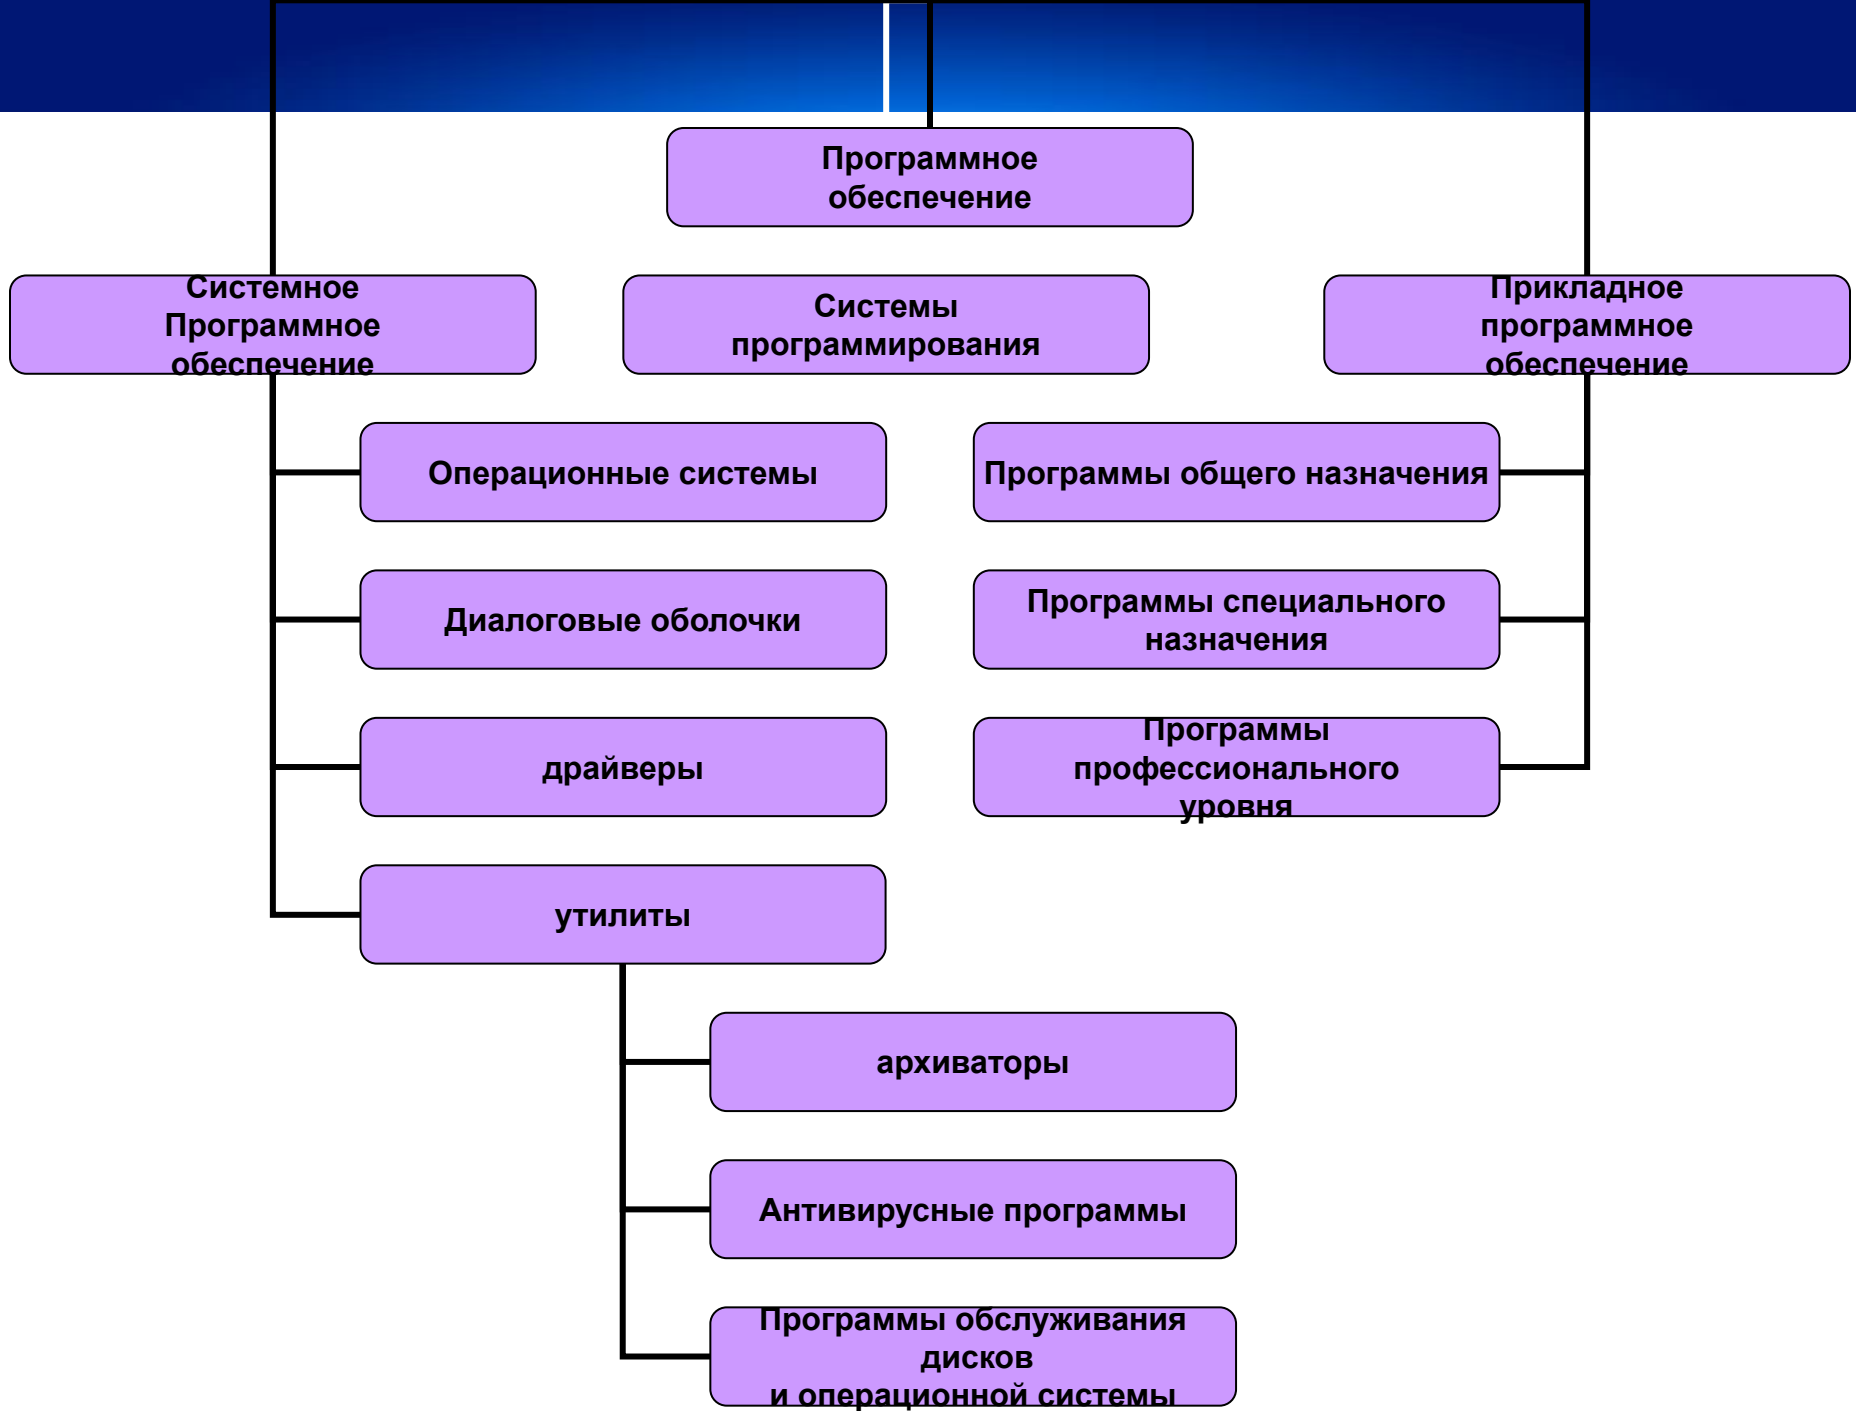 Программное
обеспечение
Системное
Программное
обеспечение
Системы
программирования
Прикладное
программное
обеспечение
Операционные системы
Программы общего назначения
Диалоговые оболочки
Программы специального
назначения
драйверы
Программы
профессионального
уровня
утилиты
архиваторы
Антивирусные программы
Программы обслуживания
дисков
и операционной системы